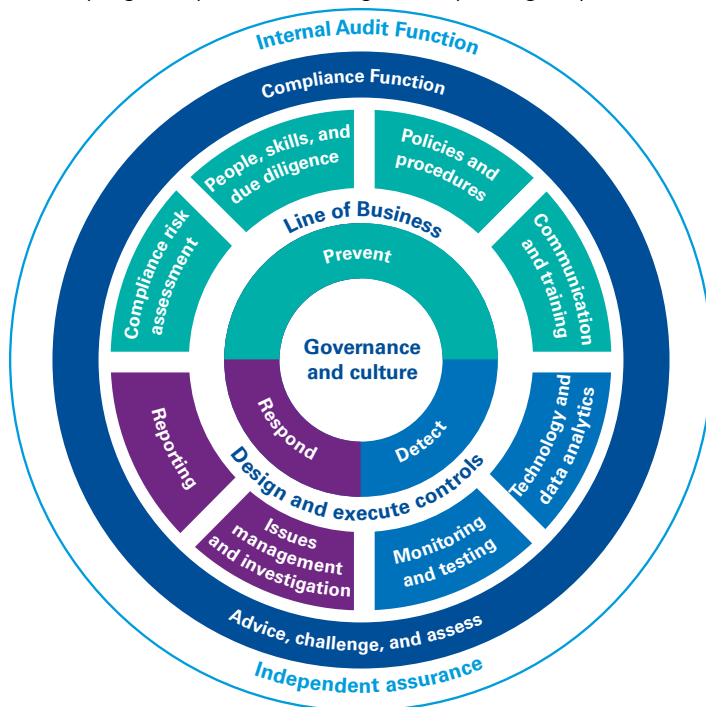 Internal Audit Function
Compliance Function
People, skills, and
due diligence
Policies and
procedures
Compliance risk
assessment
Communication
and training
Line of Business
Prevent
Governance
and culture
Respond
Detect
Reporting
Technology and
data analytics
Design and execute controls
Issues
management
and investigation
Monitoring
and testing
Advice, challenge, and assess
Independent assurance